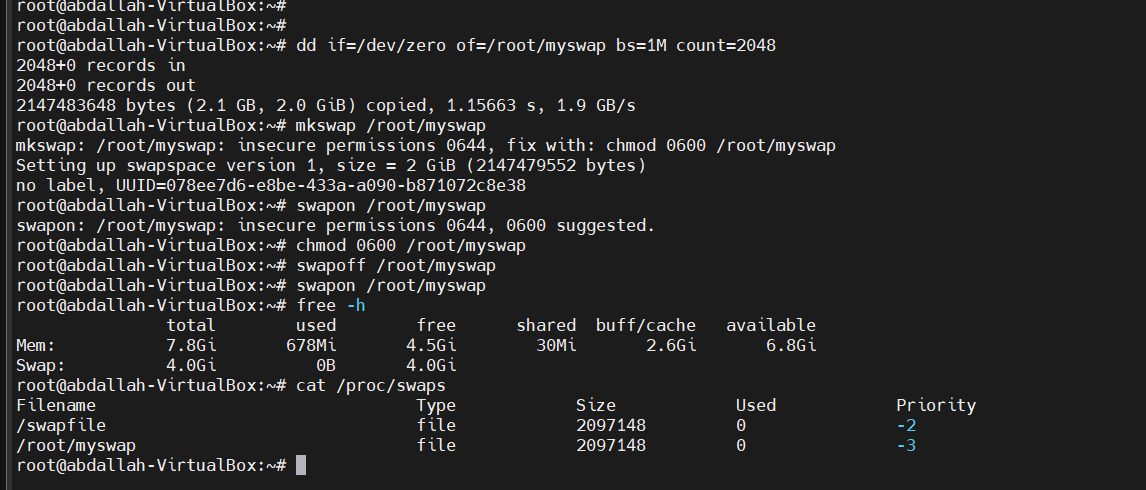 root@abdallah-VirtualBox:~#
root@abdallah-VirtualBox:~#
root@abdallah-VirtualBox:~# dd if=/dev/zero of=/root/myswap bs=1M count=2048
2048+0 records in
2048+0 records out
2147483648 bytes (2.1 GB, 2.0 GiB) copied, 1.15663 s, 1.9 GB/s
root@abdallah-VirtualBox:~# mkswap /root/myswap
mkswap: /root/myswap: insecure permissions 0644, fix with: chmod 0600 /root/myswap
Setting up swapspace version 1, size = 2 GiB (2147479552 bytes)
no label, UUID=078ee7d6-e8be-433a-a090-b871072c8e38
root@abdallah-VirtualBox:~# swapon /root/myswap
swapon: /root/myswap: insecure permissions 0644, 0600 suggested.
root@abdallah-VirtualBox:~# chmod 0600 /root/myswap
root@abdallah-VirtualBox:~# swapoff /root/myswap
root@abdallah-VirtualBox:~# swapon /root/myswap
root@abdallah-VirtualBox:~# free -h
               total        used        free      shared  buff/cache   available
Mem:           7.8Gi       678Mi       4.5Gi        30Mi       2.6Gi       6.8Gi
Swap:          4.0Gi          0B       4.0Gi
root@abdallah-VirtualBox:~# cat /proc/swaps
Filename                                Type            Size            Used            Priority
/swapfile                               file            2097148         0               -2
/root/myswap                            file            2097148         0               -3
root@abdallah-VirtualBox:~#